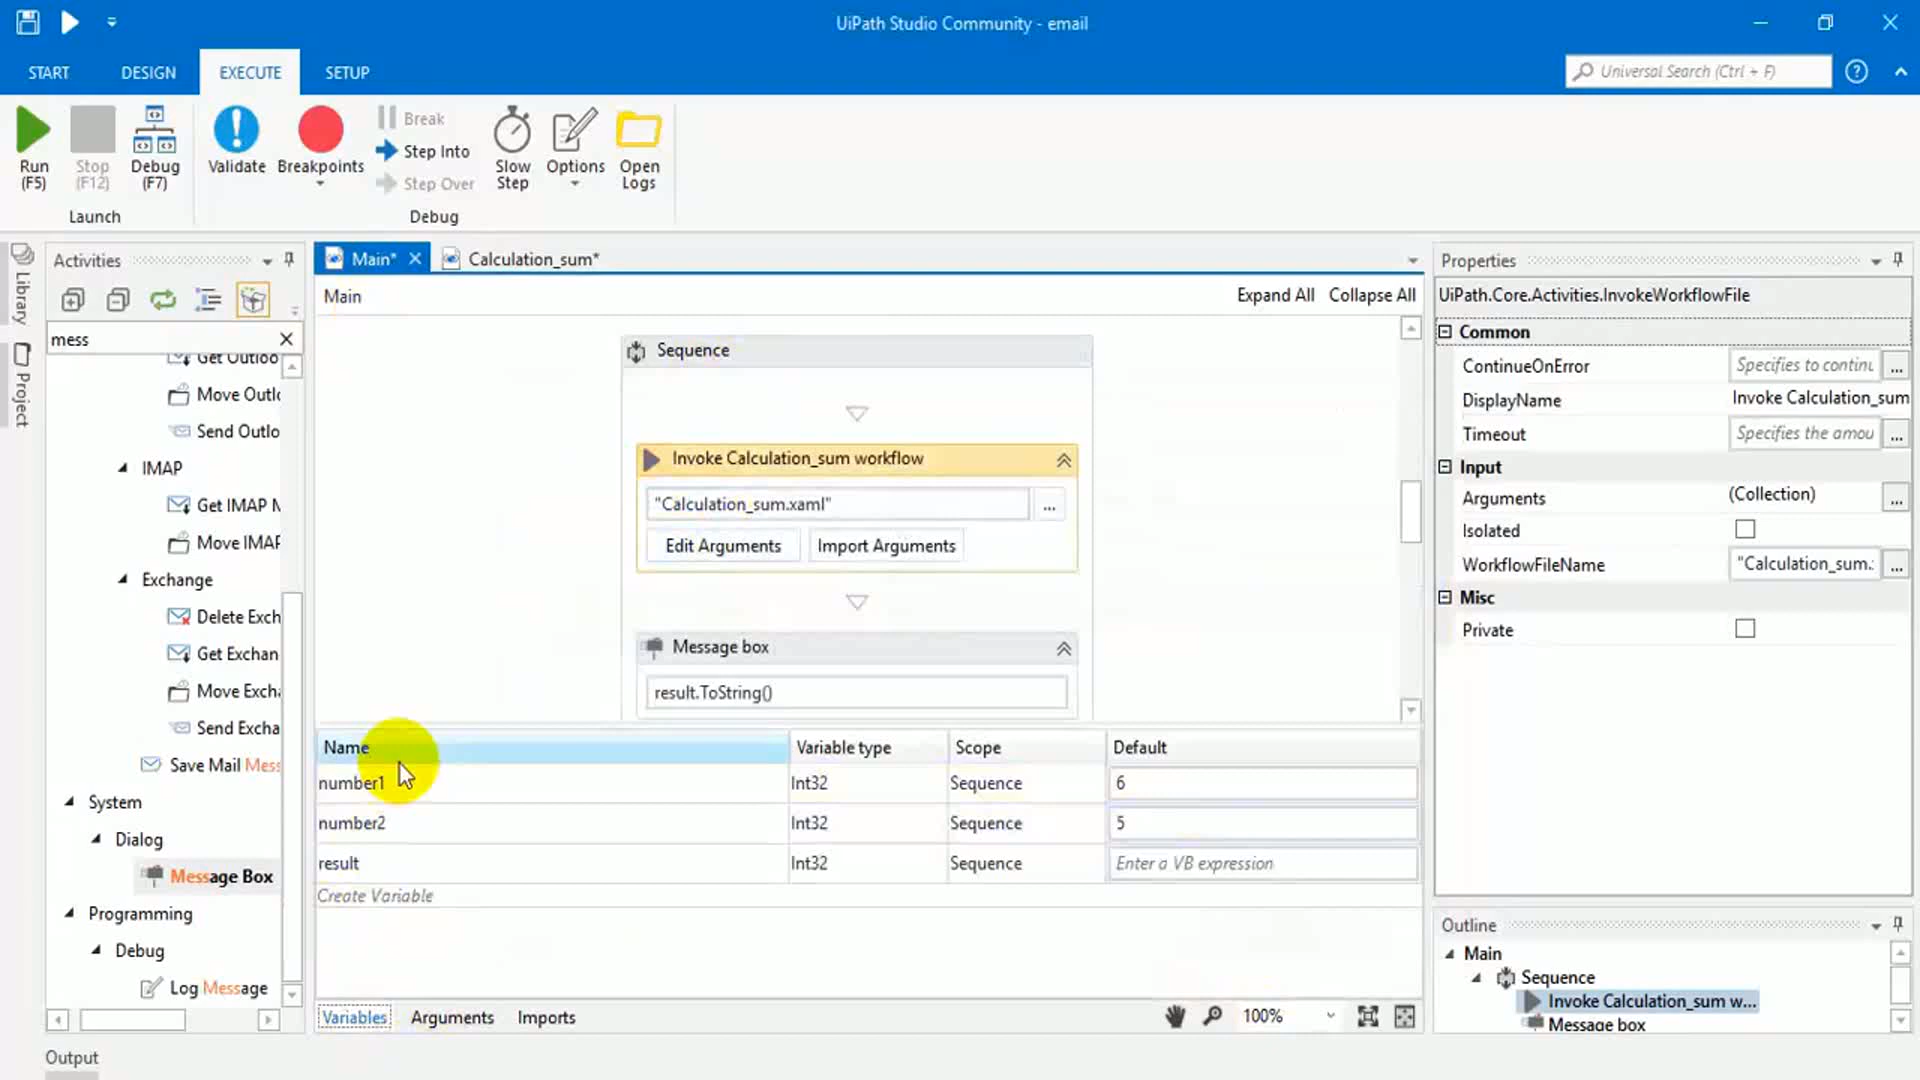 UiPath Studio Community - email
START DESIGN EXECUTE SETUP
Universal Search (Ctrl + F)
Run
(F5)
Stop
(F12)
Debug
(F7)
Launch
Validate
Breakpoints
Break
Step Into
Step Over
Slow
Step
Options
Open
Logs
Debug
Library
Project
Activities
mess
Get Outloo
Move Outlo
Send Outlo
IMAP
Get IMAP M
Move IMAP
Exchange
Delete Exch
Get Exchan
Move Excha
Send Excha
Save Mail Mess
System
Dialog
Message Box
Programming
Debug
Log Message
Output
Main* Calculation_sum*
Main
Expand All Collapse All
Sequence
Invoke Calculation_sum workflow
"Calculation_sum.xaml"
...
Edit Arguments Import Arguments
Message box
result.ToString()
Name Variable type Scope Default
number1 Int32 Sequence 6
number2 Int32 Sequence 5
result Int32 Sequence Enter a VB expression
Create Variable
Variables Arguments Imports
100%
Properties
UiPath.Core.Activities.InvokeWorkflowFile
Common
ContinueOnError Specifies to continu ...
DisplayName Invoke Calculation_sum
Timeout Specifies the amou ...
Input
Arguments (Collection) ...
Isolated
WorkflowFileName "Calculation_sum. ...
Misc
Private
Outline
Main
Sequence
Invoke Calculation_sum w...
Message box